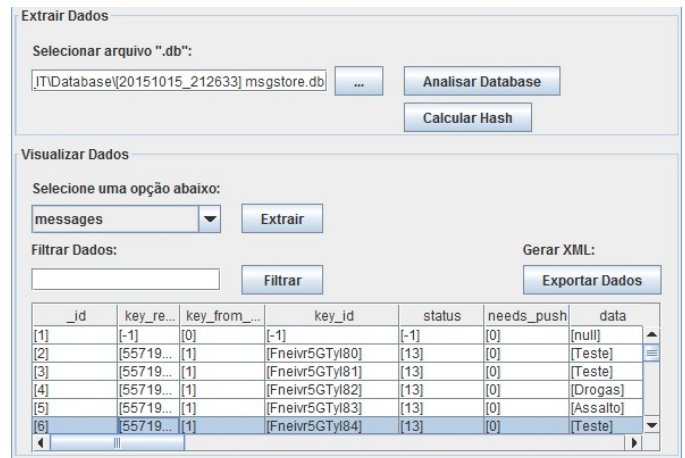 Extrair Dados
Selecionar arquivo ".db":
_IT\Database\[20151015_212633] msgstore.db ... Analisar Database
Calcular Hash
Visualizar Dados
Selecione uma opção abaixo:
messages Extrair
Filtrar Dados: Gerar XML:
Filtrar Exportar Dados
_id key_re... key_from_... key_id status needs_push data
[1] [-1] [0] [-1] [-1] [0] [null]
[2] [55719... [1] [Fneivr5GTyl80] [13] [0] [Teste]
[3] [55719... [1] [Fneivr5GTyl81] [13] [0] [Teste]
[4] [55719... [1] [Fneivr5GTyl82] [13] [0] [Drogas]
[5] [55719... [1] [Fneivr5GTyl83] [13] [0] [Assalto]
[6] [55719... [1] [Fneivr5GTyl84] [13] [0] [Teste]